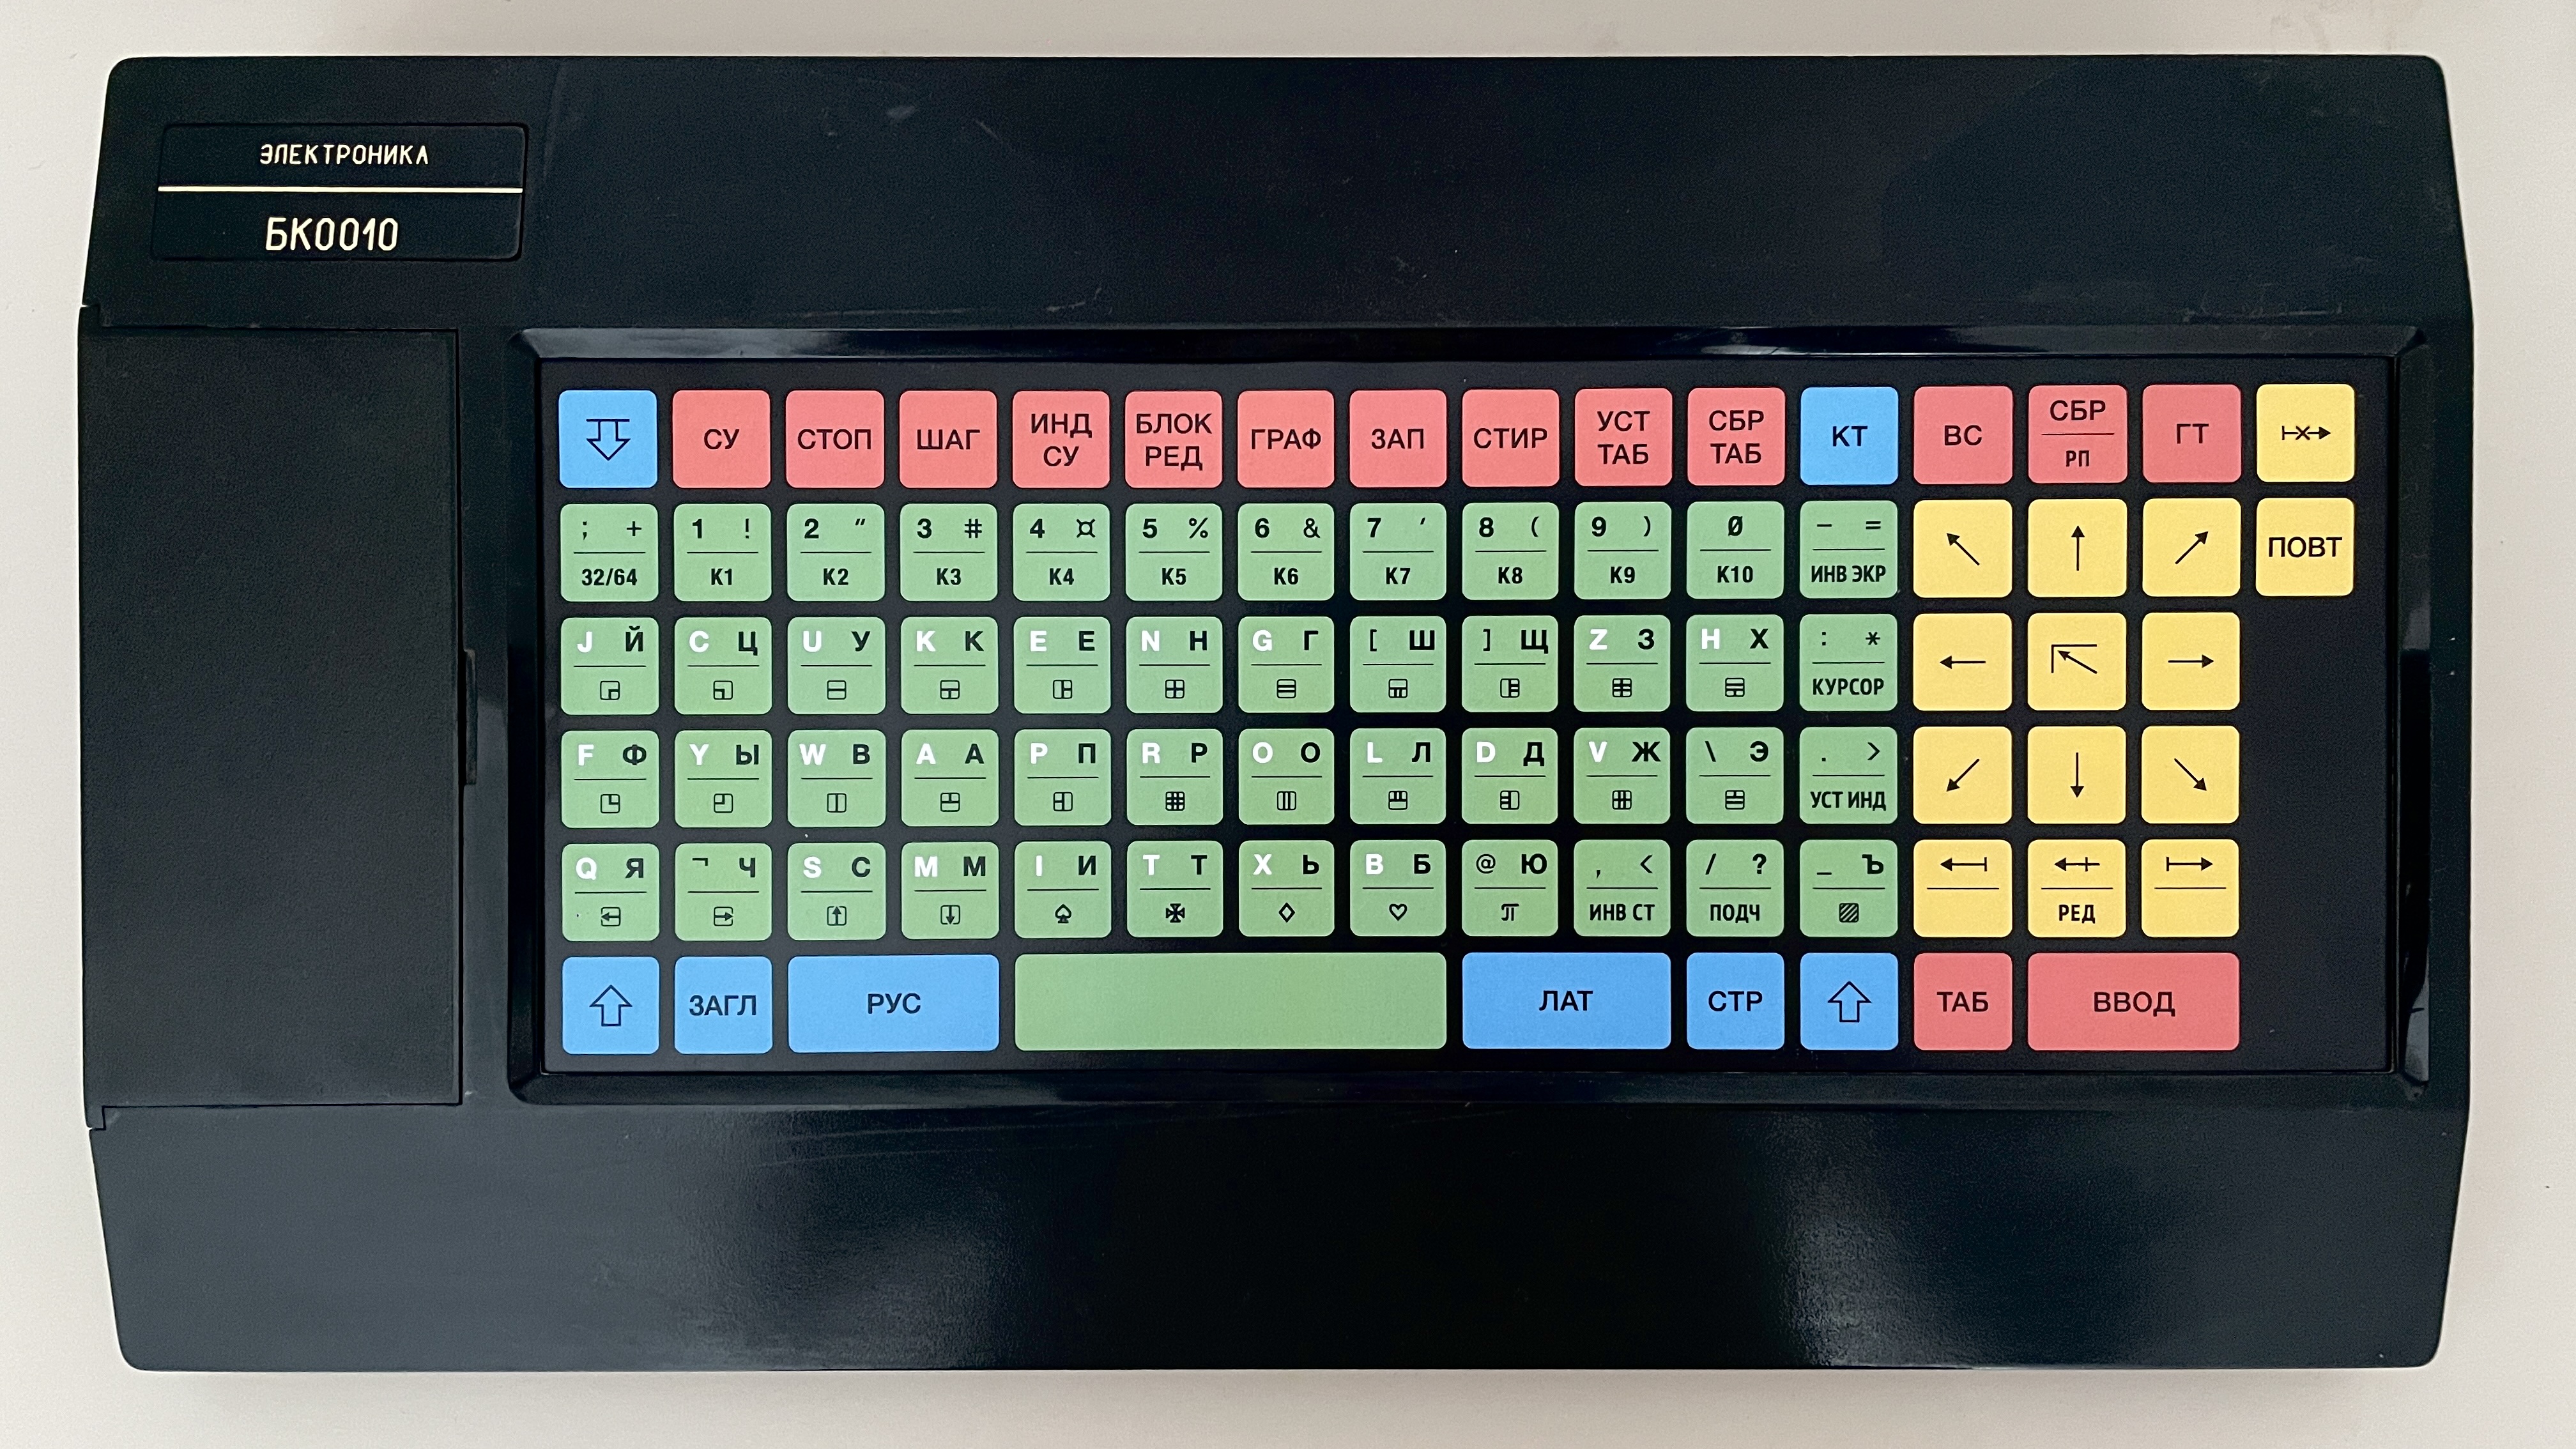 ЭЛЕКТРОНИКА
БК0010
СУ СТОП ШАГ ИНД СУ БЛОК РЕД ГРАФ ЗАП СТИР УСТ ТАБ СБР ТАБ КТ ВС СБР РП ГТ
; + 1 ! 2 " 3 # 4 ¤ 5 % 6 & 7 ' 8 ( 9 ) 0 − = ПОВТ
32/64 К1 К2 К3 К4 К5 К6 К7 К8 К9 К10 ИНВ ЭКР
J Й C Ц U У K К E Е N Н G Г [ Ш ] Щ Z З H Х : *
КУРСОР
F Ф Y Ы W В A А P П R Р O О L Л D Д V Ж \ Э . >
УСТ ИНД
Q Я ¬ Ч S С M М I И T Т X Ь B Б @ Ю , < / ? _ Ъ
π ИНВ СТ ПОДЧ РЕД
ЗАГЛ РУС ЛАТ СТР ТАБ ВВОД